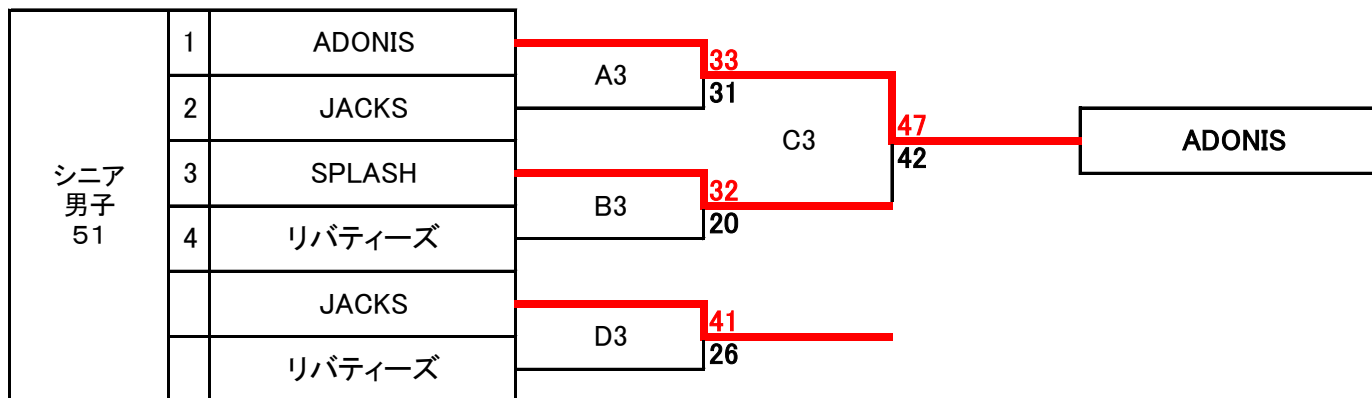 1 ADONIS
A3
33
31
2 JACKS
C3
47
42
ADONIS
シニア
男子
51
3 SPLASH
B3
32
20
4 リバティーズ
JACKS
D3
41
26
リバティーズ